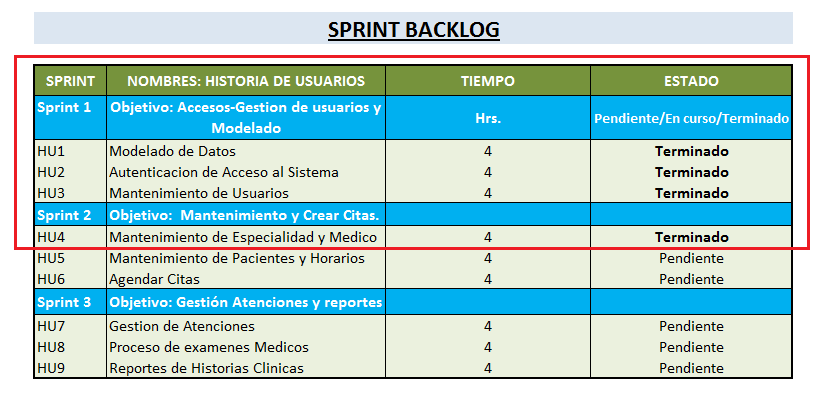 SPRINT BACKLOG
SPRINT NOMBRES: HISTORIA DE USUARIOS TIEMPO ESTADO
Sprint 1 Objetivo: Accesos-Gestion de usuarios y
Modelado Hrs. Pendiente/En curso/Terminado
HU1 Modelado de Datos 4 Terminado
HU2 Autenticacion de Acceso al Sistema 4 Terminado
HU3 Mantenimiento de Usuarios 4 Terminado
Sprint 2 Objetivo: Mantenimiento y Crear Citas.
HU4 Mantenimiento de Especialidad y Medico 4 Terminado
HU5 Mantenimiento de Pacientes y Horarios 4 Pendiente
HU6 Agendar Citas 4 Pendiente
Sprint 3 Objetivo: Gestión Atenciones y reportes
HU7 Gestion de Atenciones 4 Pendiente
HU8 Proceso de examenes Medicos 4 Pendiente
HU9 Reportes de Historias Clinicas 4 Pendiente